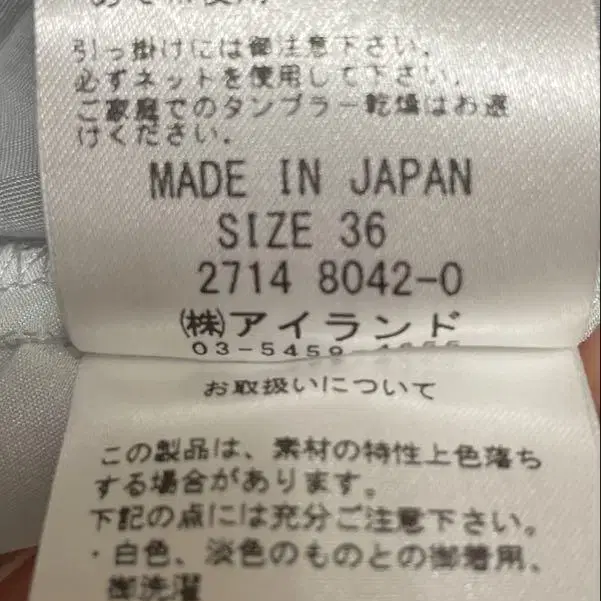 引っ掛けには御注意下さい.
必ずネットを使用して下さい.
ご家庭でのタンブラー乾燥はお避
けください.
MADE IN JAPAN
SIZE 36
2714 8042-0
㈱アイランド
03-5459-
お取扱いについて
この製品は、素材の特性上色落ち
する場合があります。
下記の点には充分ご注意下さい。
・白色、淡色のものとの御着用、
御洗濯